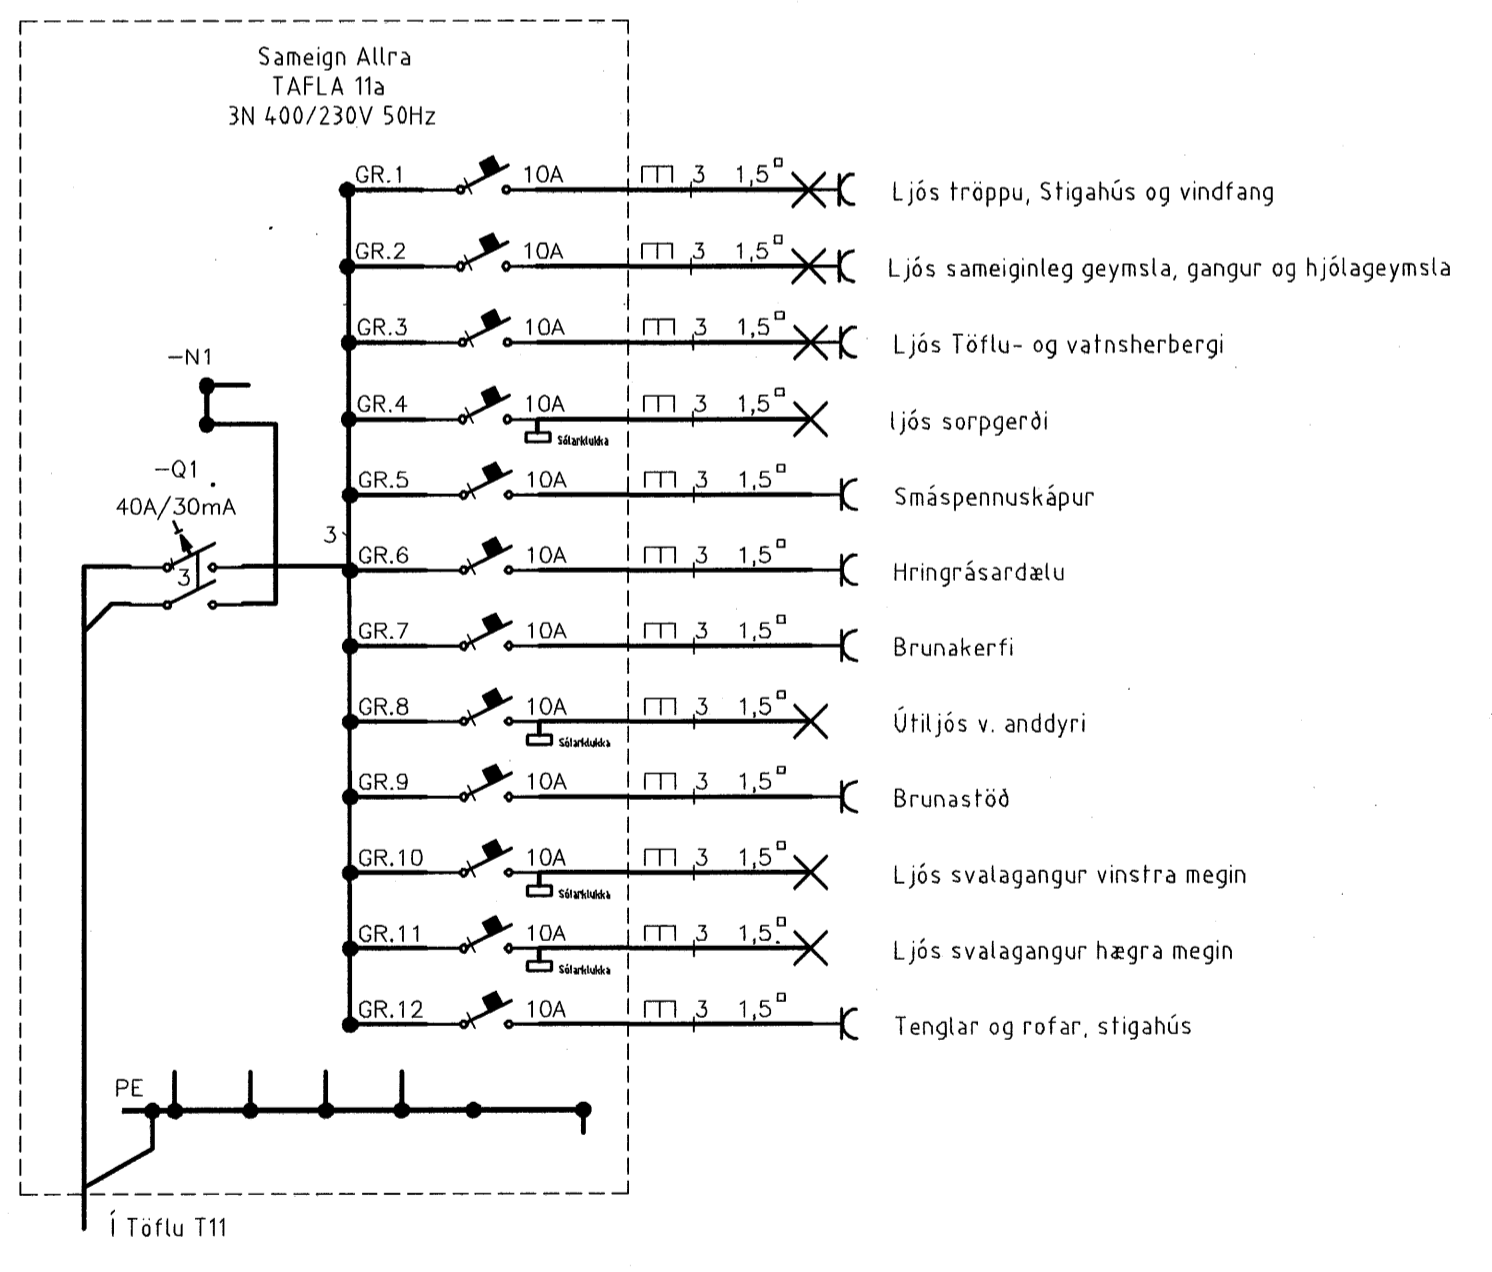 Sameign Allra
TAFLA 11a
3N 400/230V 50Hz
GR.1 10A 3 1,5□ Ljós tröppu, Stigahús og vindfang
GR.2 10A 3 1,5□ Ljós sameiginleg geymsla, gangur og hjólageymsla
GR.3 10A 3 1,5□ Ljós Töflu- og vatnsherbergi
-N1
GR.4 10A 3 1,5□ ljós sorpgerði
Sólarklukka
-Q1
GR.5 10A 3 1,5□ Smáspennuskápur
40A/30mA
3
GR.6 10A 3 1,5□ Hringrásardælu
3
GR.7 10A 3 1,5□ Brunakerfi
GR.8 10A 3 1,5□ Útiljós v. anddyri
Sólarklukka
GR.9 10A 3 1,5□ Brunastöð
GR.10 10A 3 1,5□ Ljós svalagangur vinstra megin
Sólarklukka
GR.11 10A 3 1,5□ Ljós svalagangur hægra megin
Sólarklukka
GR.12 10A 3 1,5□ Tenglar og rofar, stigahús
PE
Í Töflu T11